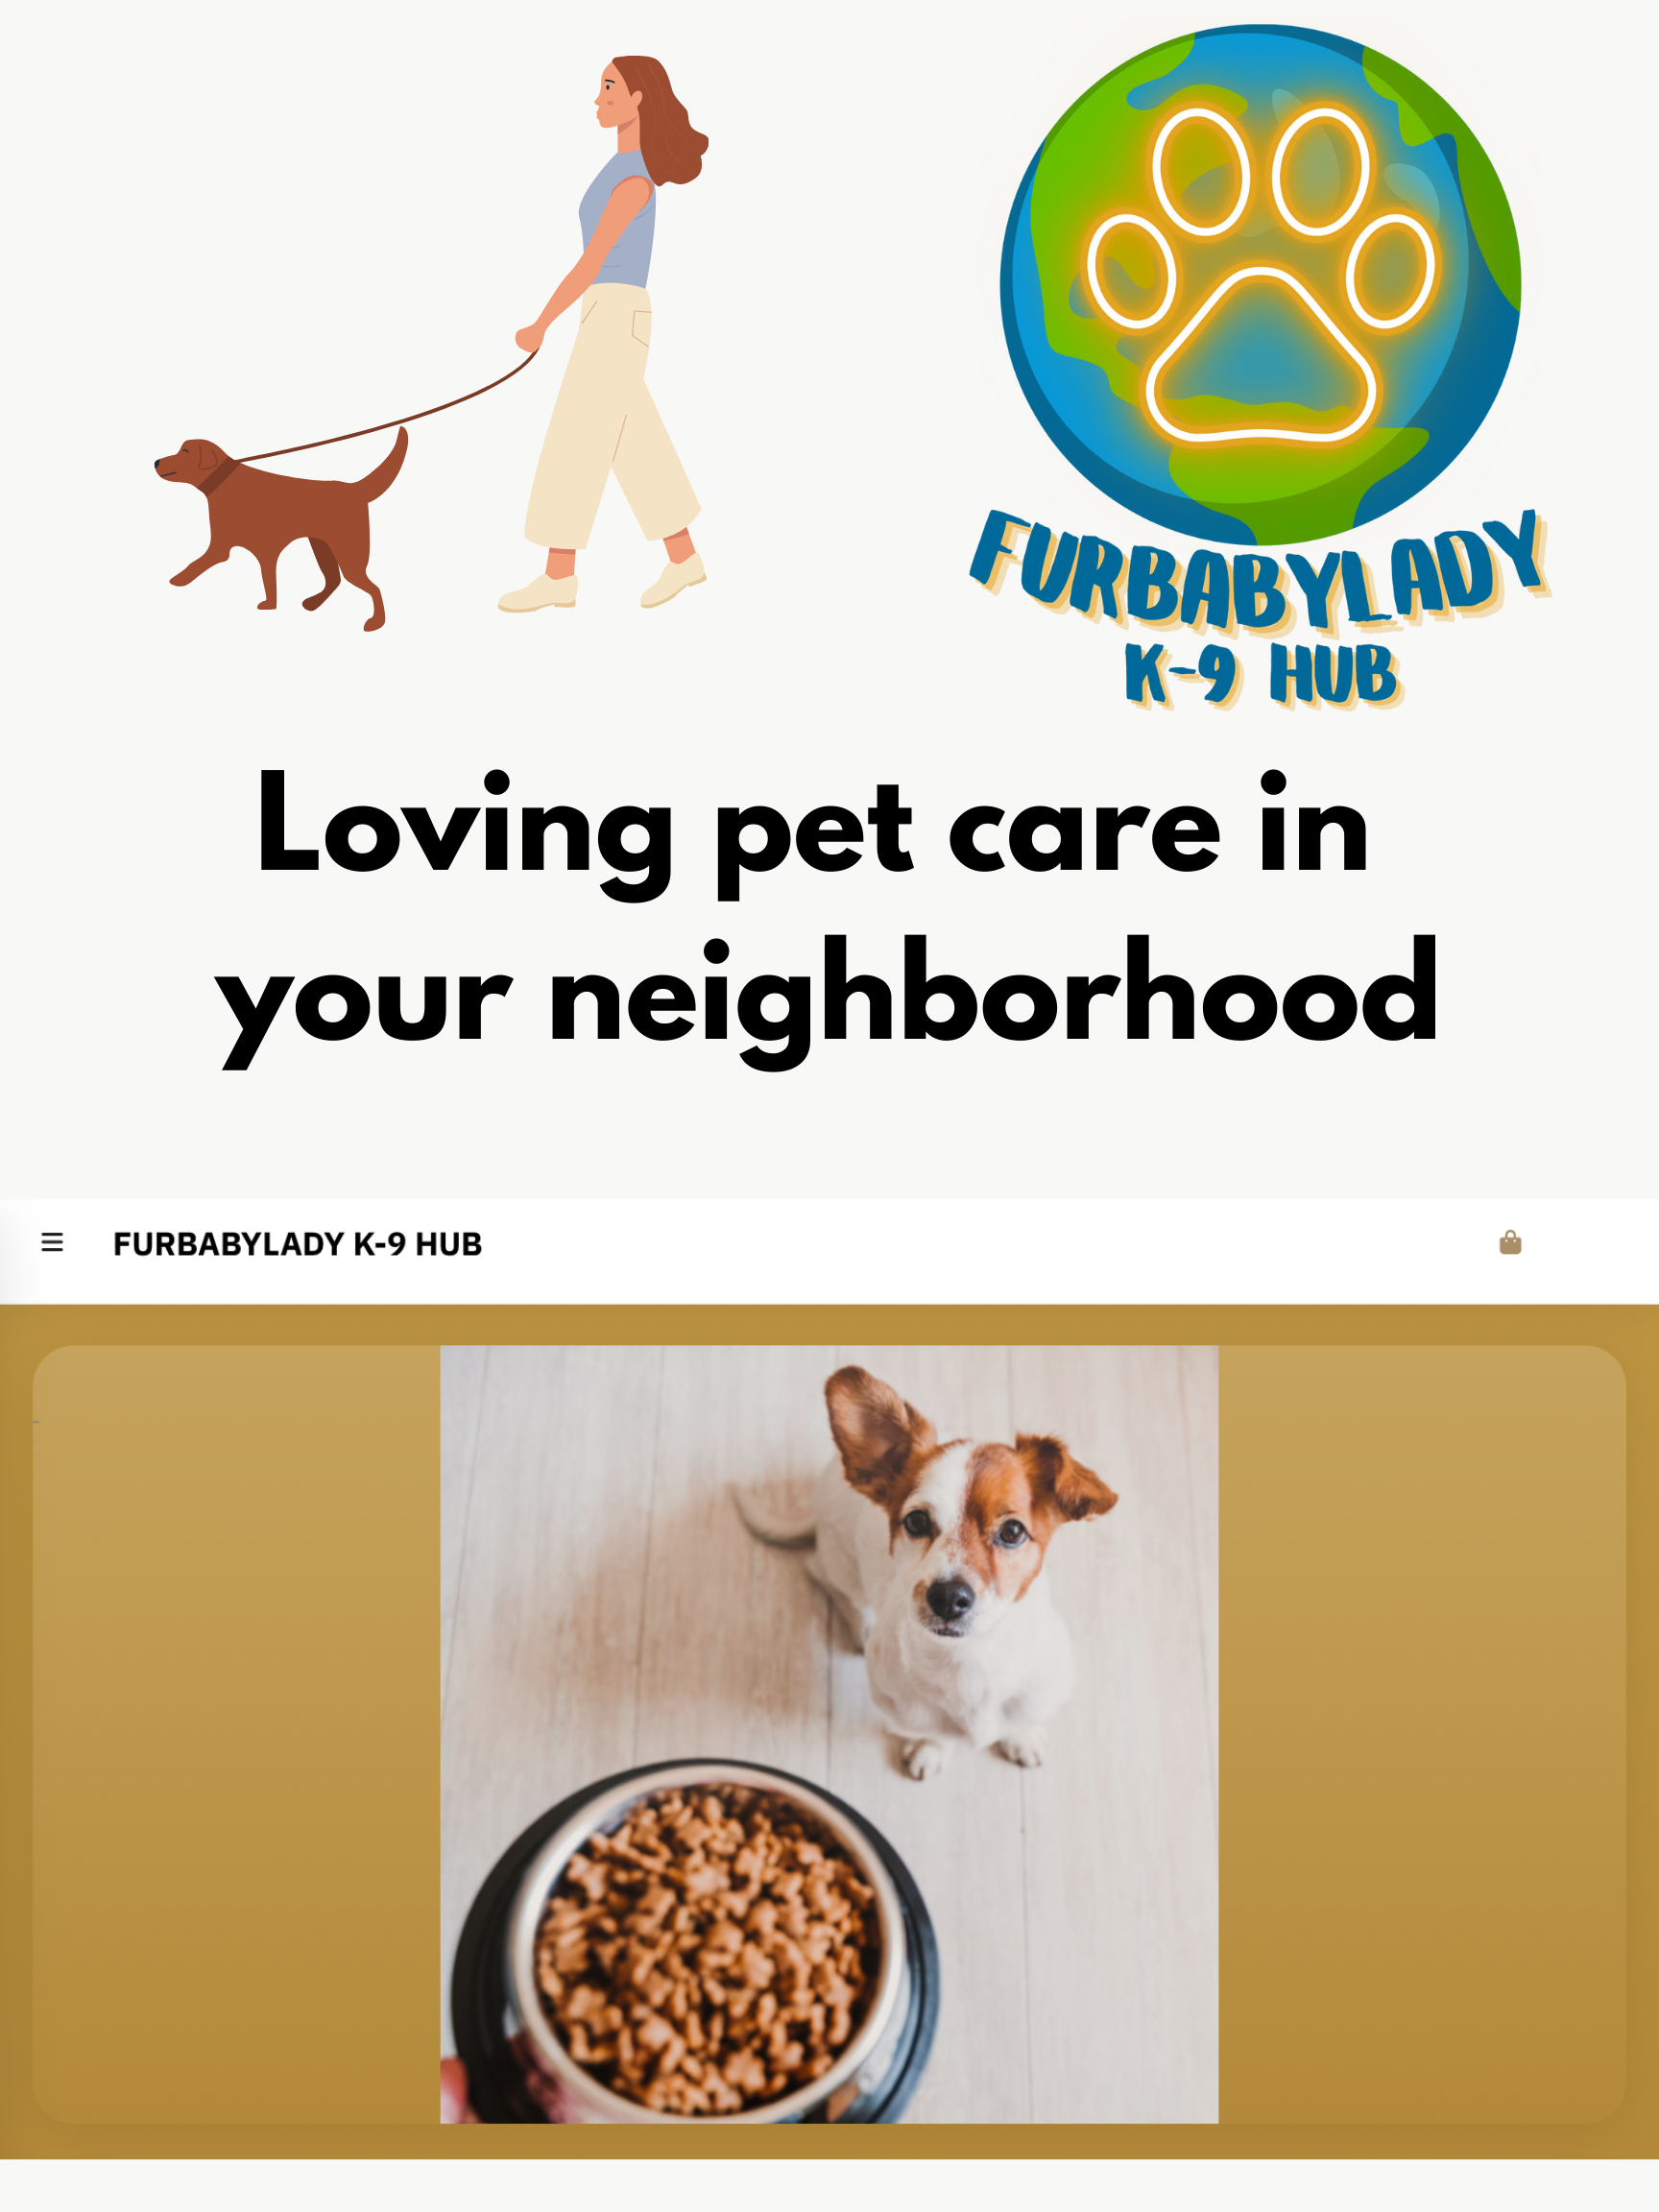 FURBABYLADY
K-9 HUB
Loving pet care in
your neighborhood
FURBABYLADY K-9 HUB